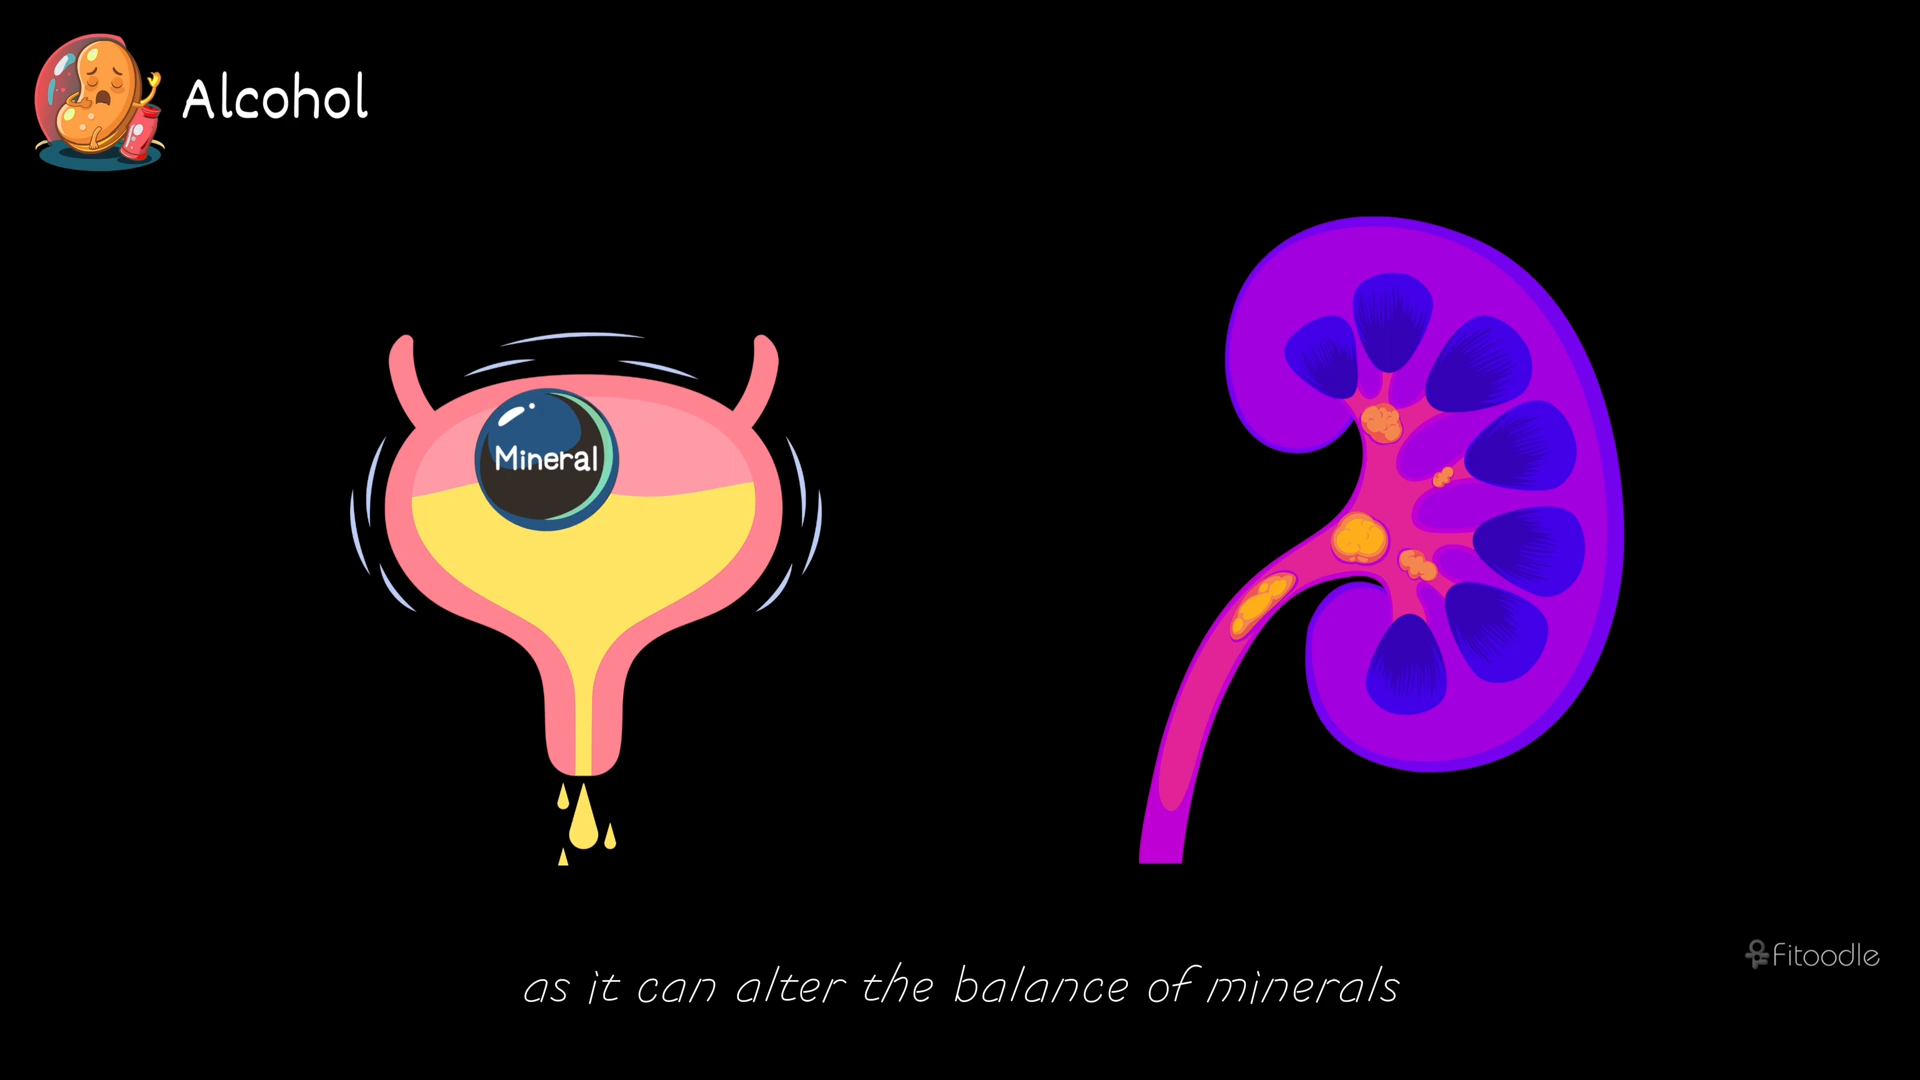 Alcohol
Mineral
Fitoodle
as it can alter the balance of minerals